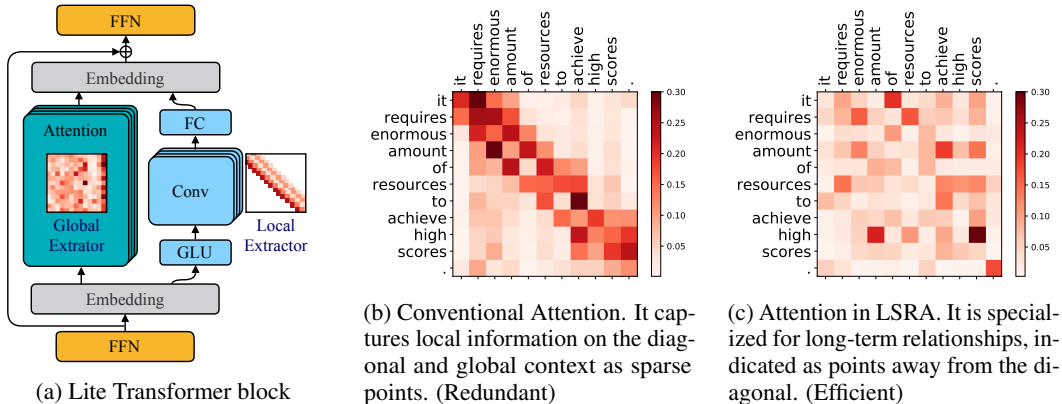 FFN
Embedding
Attention
FC
Conv
Global
Extrator
Local
Extractor
GLU
Embedding
FFN
(a) Lite Transformer block
it
requires
enormous
amount
of
resources
to
achieve
high
scores
.
it
requires
enormous
amount
of
resources
to
achieve
high
scores
.
0.30
0.25
0.20
0.15
0.10
0.05
(b) Conventional Attention. It cap-
tures local information on the diag-
onal and global context as sparse
points. (Redundant)
it
requires
enormous
amount
of
resources
to
achieve
high
scores
.
it
requires
enormous
amount
of
resources
to
achieve
high
scores
.
0.30
0.25
0.20
0.15
0.10
0.05
(c) Attention in LSRA. It is special-
ized for long-term relationships, in-
dicated as points away from the di-
agonal. (Efficient)